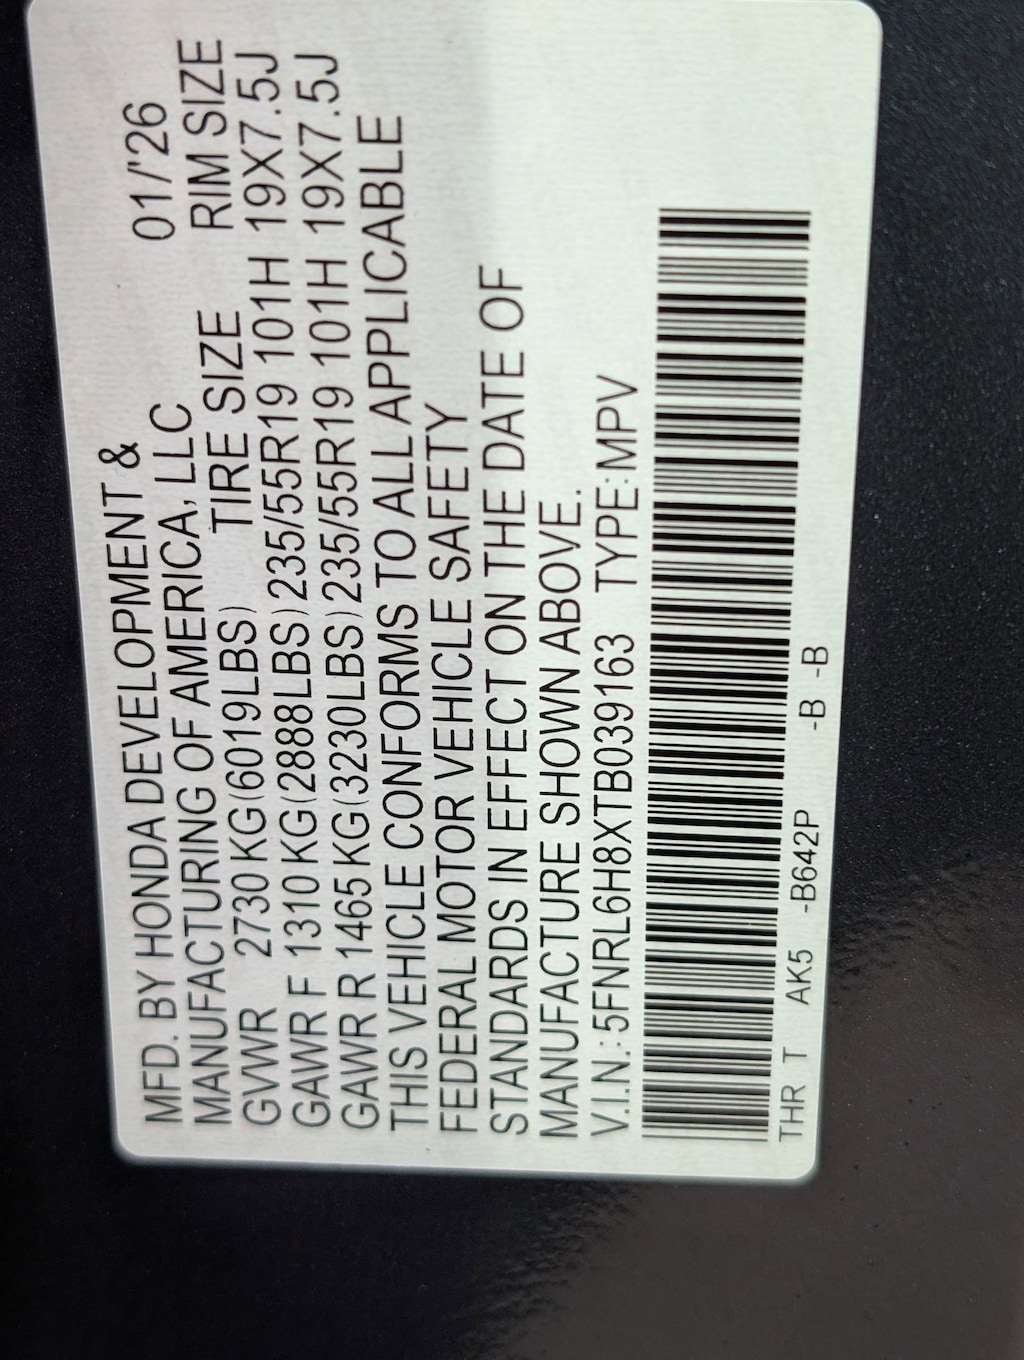 MFD. BY HONDA DEVELOPMENT &
MANUFACTURING OF AMERICA, LLC 01/'26
GVWR 2730 KG(6019LBS) TIRE SIZE RIM SIZE
GAWR F 1310 KG(2888LBS) 235/55R19 101H 19X7.5J
GAWR R 1465 KG(3230LBS) 235/55R19 101H 19X7.5J
THIS VEHICLE CONFORMS TO ALL APPLICABLE
FEDERAL MOTOR VEHICLE SAFETY
STANDARDS IN EFFECT ON THE DATE OF
MANUFACTURE SHOWN ABOVE.
V.I.N.:5FNRL6H8XTB039163 TYPE:MPV
THR T AK5 -B642P -B -B